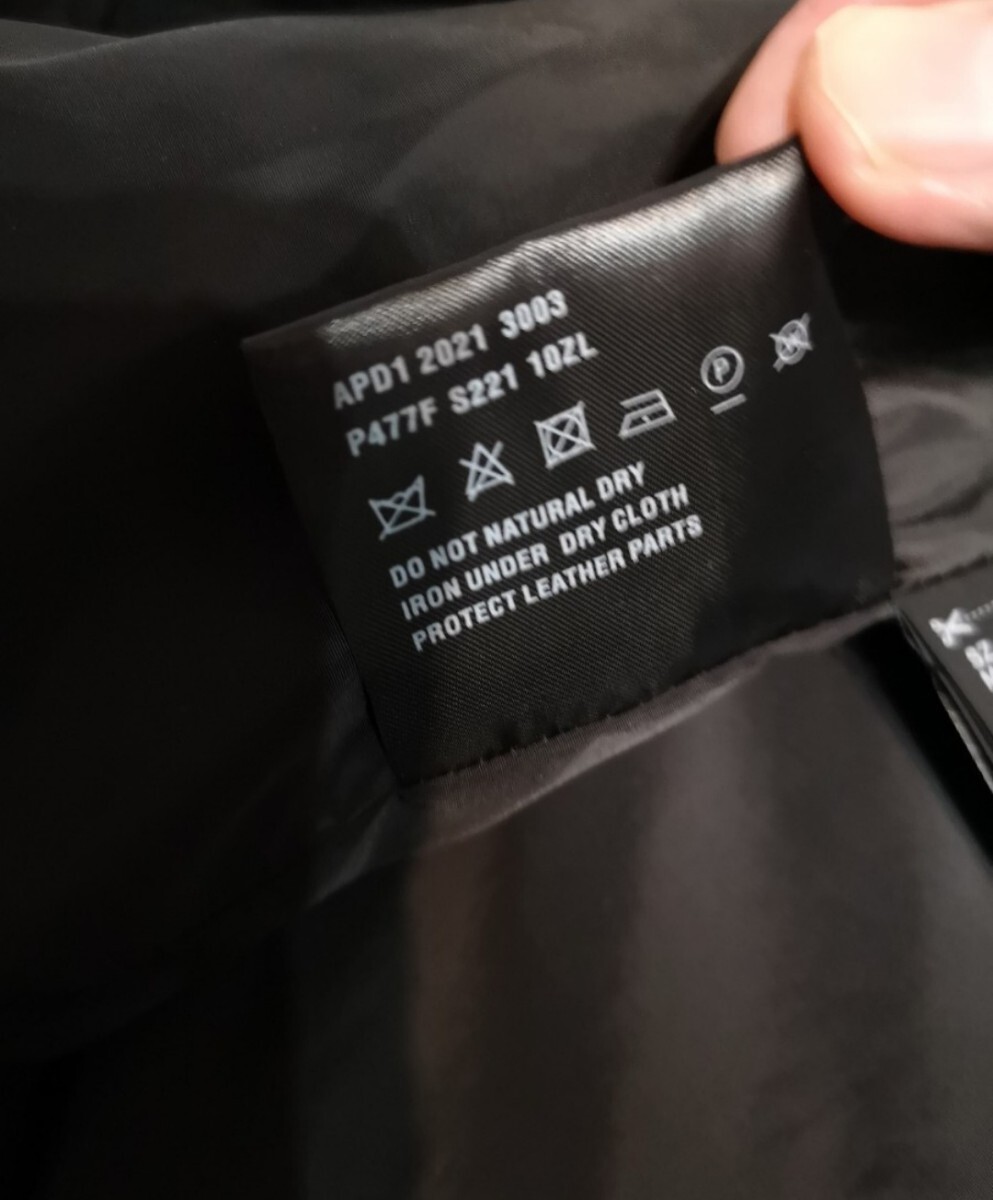 APD1 2021 3003
P477F S221 10ZL
P
DO NOT NATURAL DRY
IRON UNDER DRY CLOTH
PROTECT LEATHER PARTS